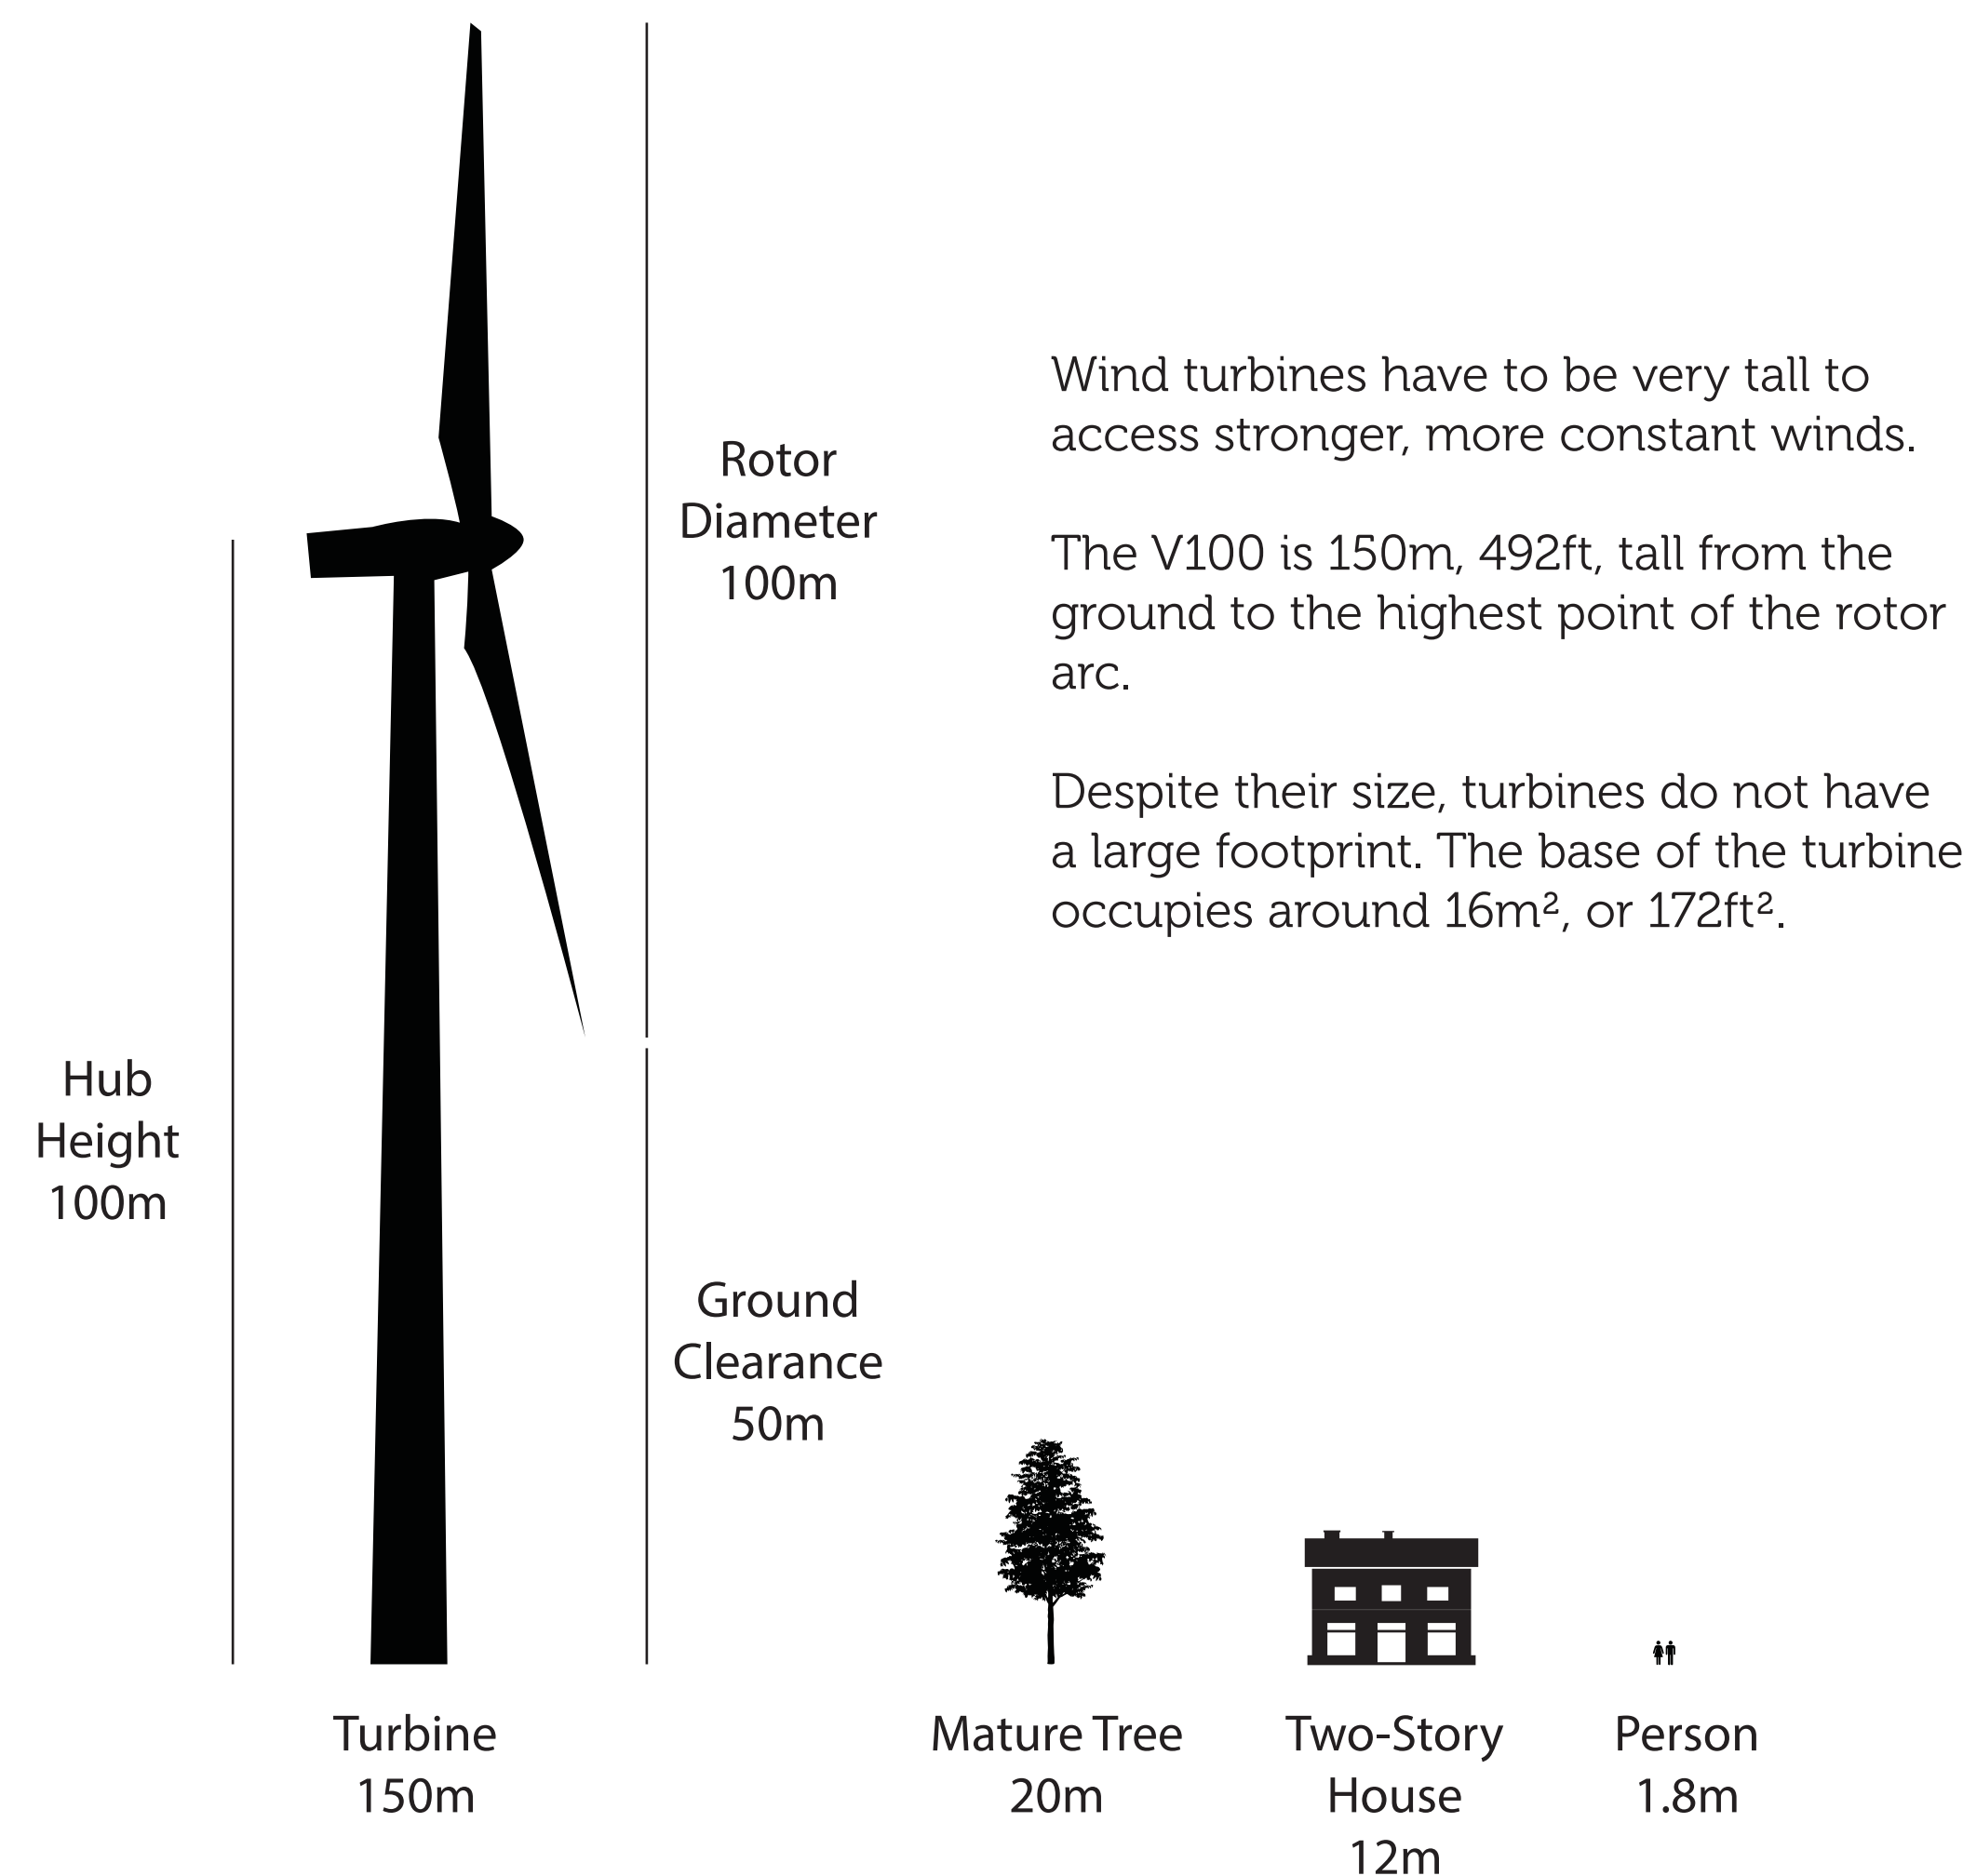 Rotor
Diameter
100m
Wind turbines have to be very tall to
access stronger, more constant winds.
The V100 is 150m, 492ft, tall from the
ground to the highest point of the rotor
arc.
Despite their size, turbines do not have
a large footprint. The base of the turbine
occupies around 16m², or 172ft².
Hub
Height
100m
Ground
Clearance
50m
Turbine
150m
Mature Tree
20m
Two-Story
House
12m
Person
1.8m